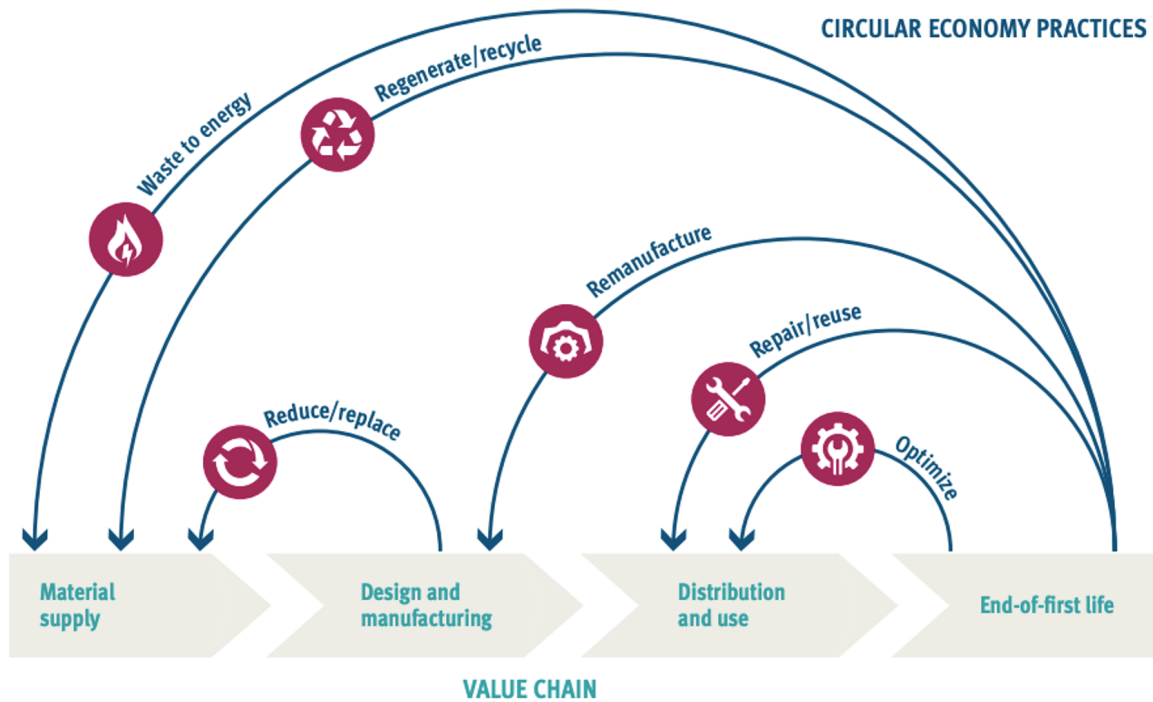 CIRCULAR ECONOMY PRACTICES
Waste to energy
Regenerate/recycle
Remanufacture
Repair/reuse
Reduce/replace
Optimize
Material
supply
Design and
manufacturing
Distribution
and use
End-of-first life
VALUE CHAIN